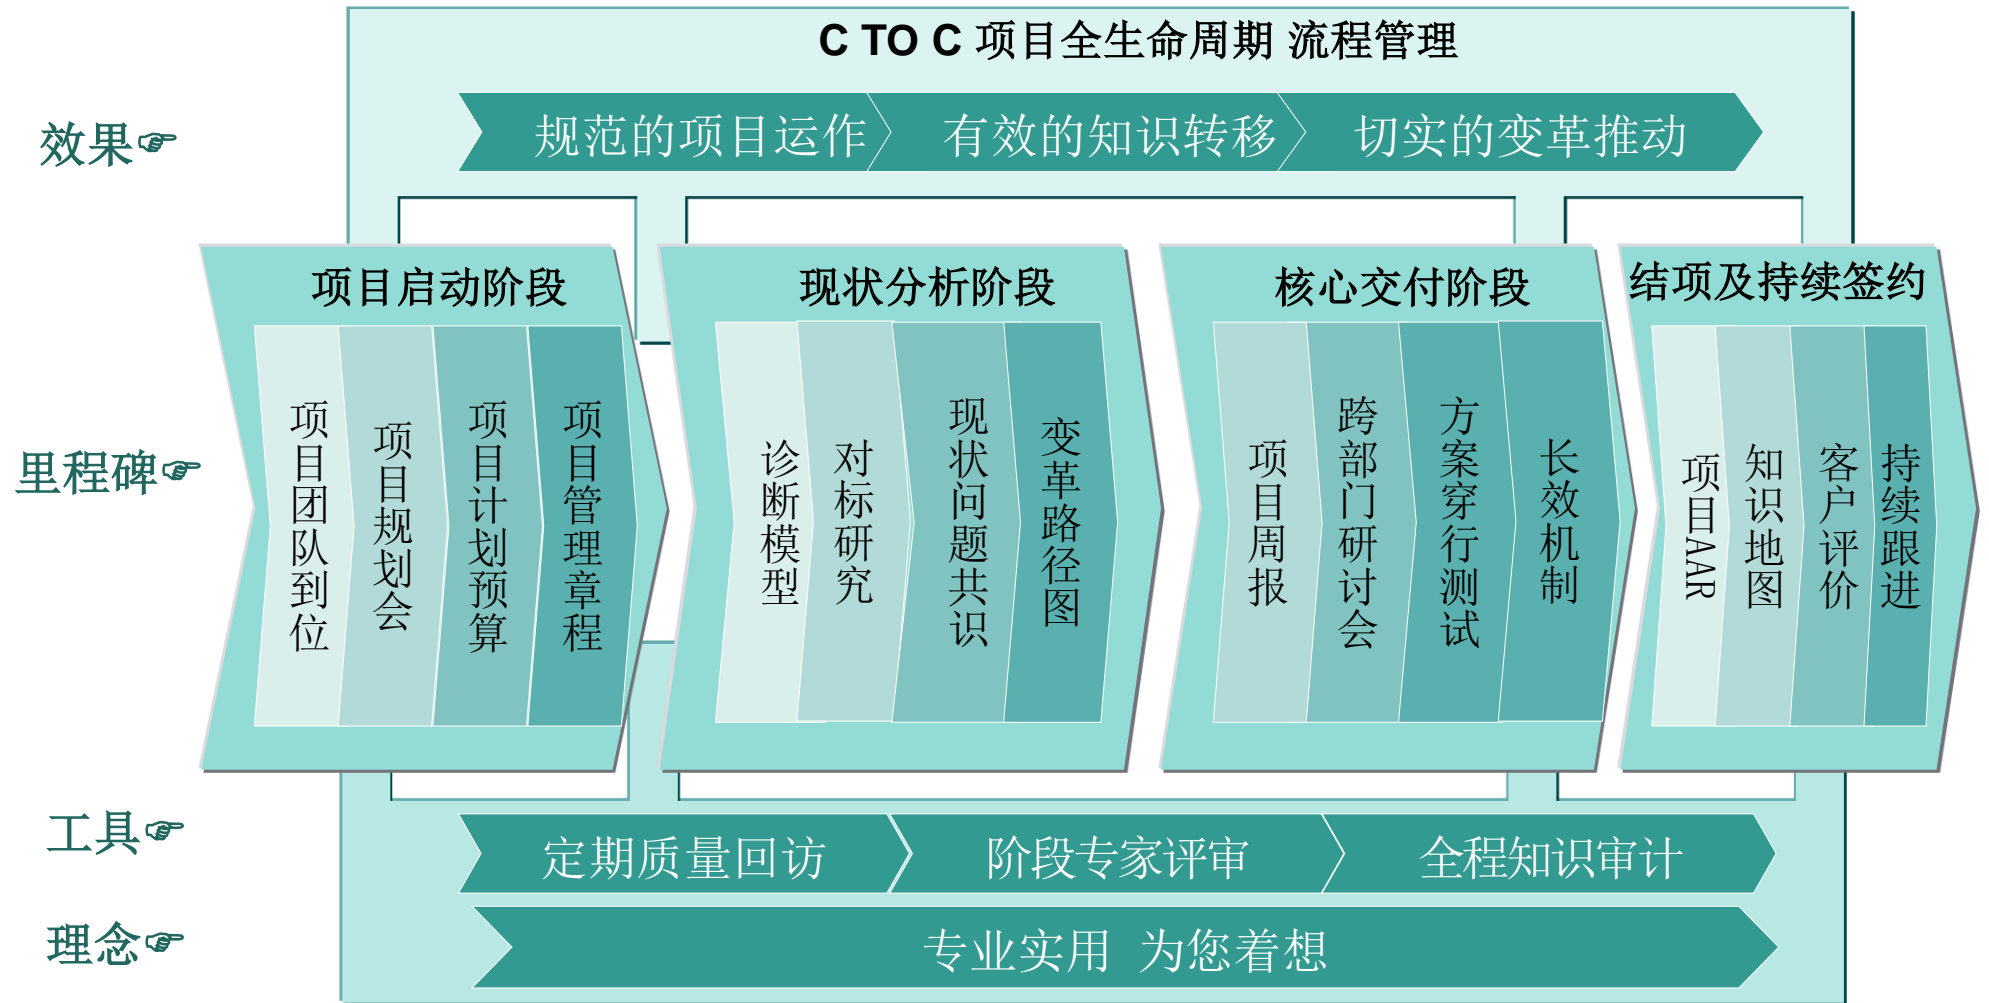 C TO C 项目全生命周期 流程管理
效果☞
规范的项目运作
有效的知识转移
切实的变革推动
里程碑☞
项目启动阶段
项目团队到位
项目规划会
项目计划预算
项目管理章程
现状分析阶段
诊断模型
对标研究
现状问题共识
变革路径图
核心交付阶段
项目周报
跨部门研讨会
方案穿行测试
长效机制
结项及持续签约
项目AAR
知识地图
客户评价
持续跟进
工具☞
定期质量回访
阶段专家评审
全程知识审计
理念☞
专业实用 为您着想